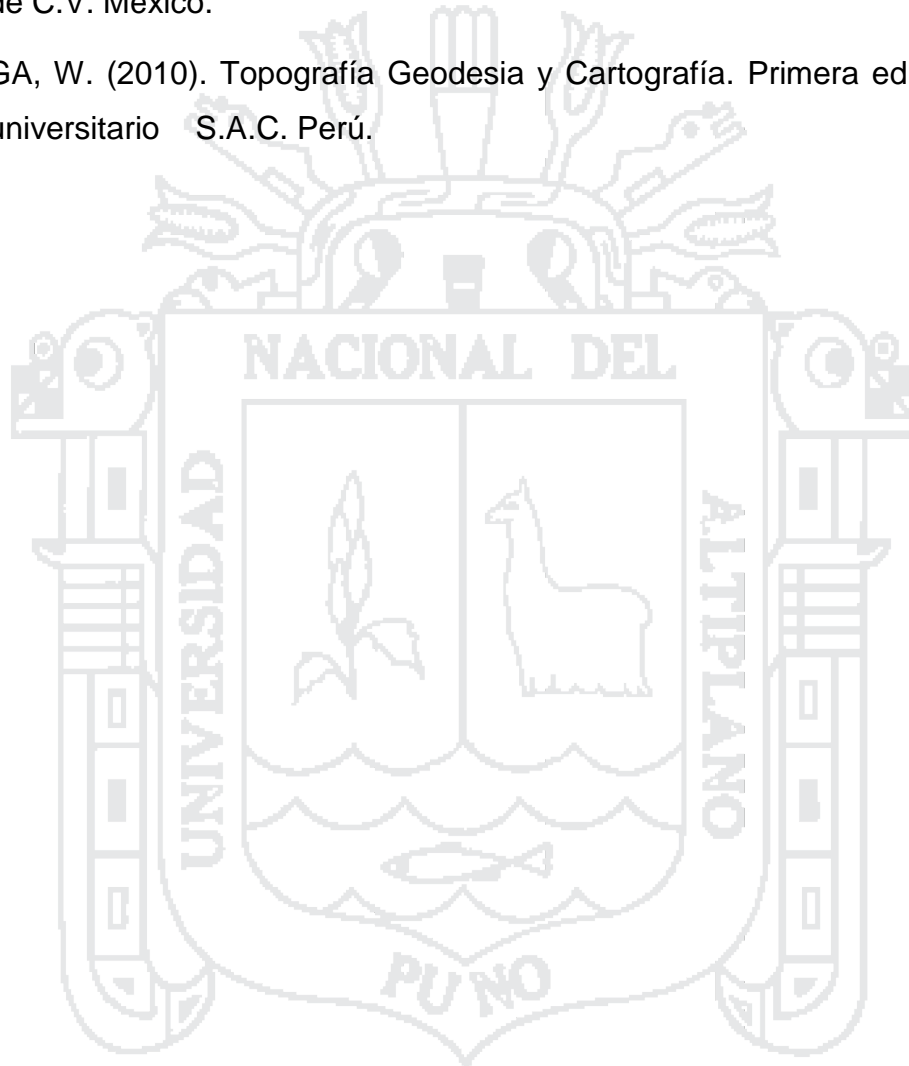 de C.V. México.
GA, W. (2010). Topografía Geodesia y Cartografía. Primera ed
universitario S.A.C. Perú.
NACIONAL DEL
UNIVERSIDAD
ALTIPLANO
PUNO